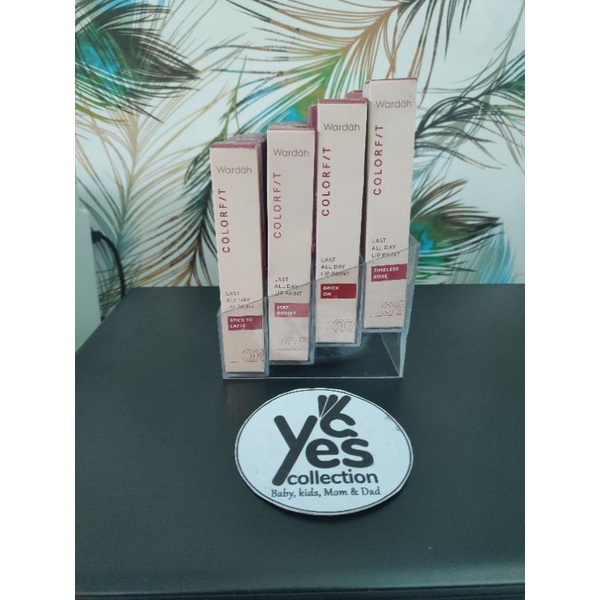 Wardah
COLORFIT
LAST
ALL DAY
LIP PAINT
SPICE TO
LATTE
Wardah
COLORFIT
LAST
ALL DAY
LIP PAINT
STAY
RUSSET
Wardah
COLORFIT
LAST
ALL DAY
LIP PAINT
BRICK
ON
07
Wardah
COLORFIT
LAST
ALL DAY
LIP PAINT
TIMELESS
ROSE
yes
collection
Baby, kids, Mom & Dad